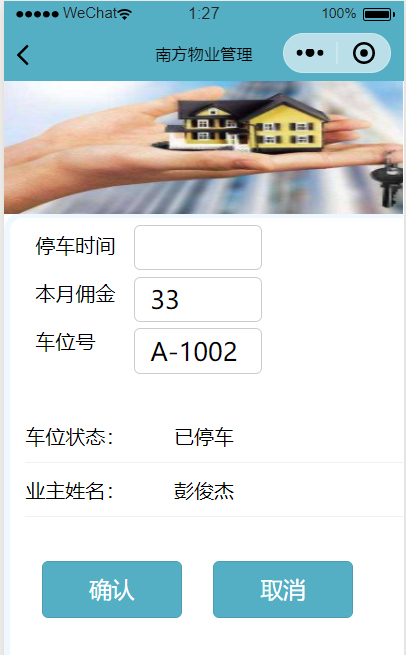 WeChat 1:27 100%
南方物业管理
停车时间
本月佣金 33
车位号 A-1002
车位状态： 已停车
业主姓名： 彭俊杰
确认 取消